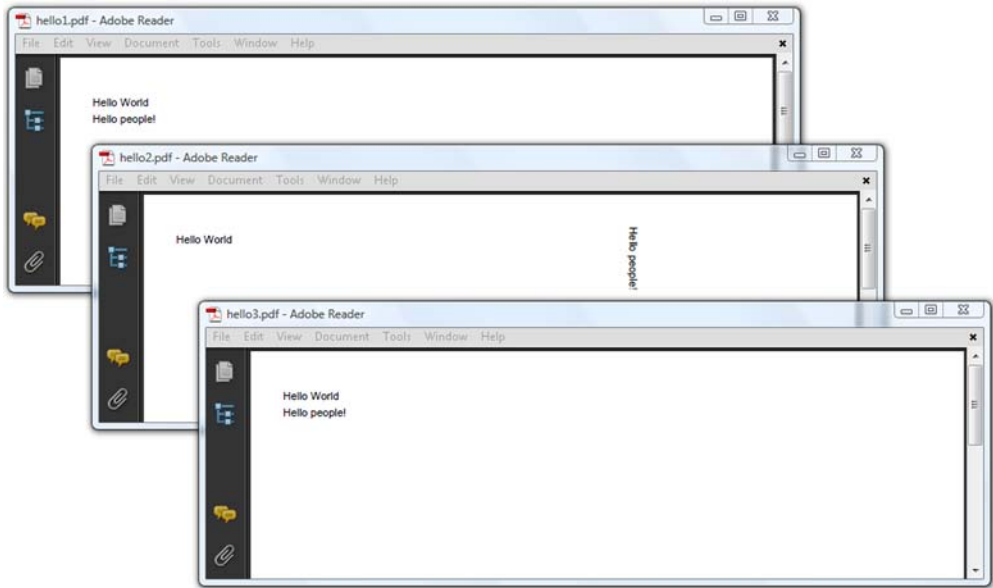 hello1.pdf - Adobe Reader
File Edit View Document Tools Window Help
Hello World
Hello people!
hello2.pdf - Adobe Reader
File Edit View Document Tools Window Help
Hello World
Hello people!
hello3.pdf - Adobe Reader
File Edit View Document Tools Window Help
Hello World
Hello people!